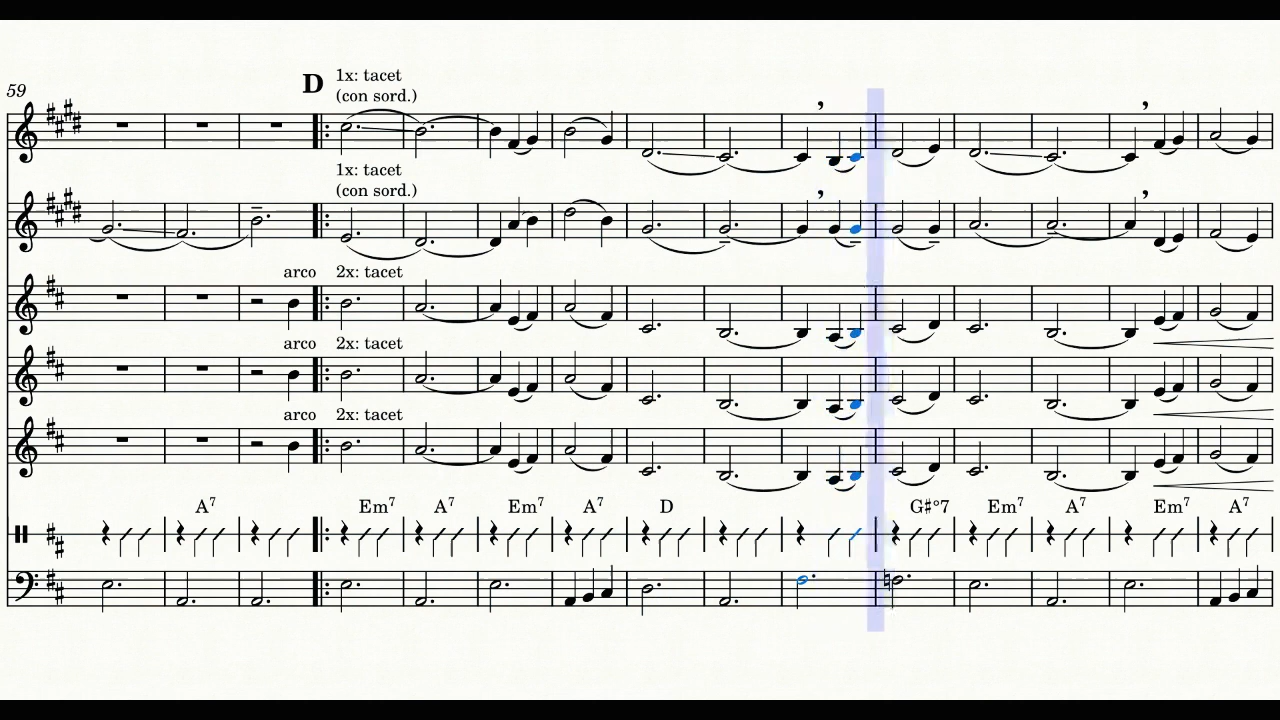 59
D 1x: tacet
(con sord.)
1x: tacet
(con sord.)
arco 2x: tacet
arco 2x: tacet
arco 2x: tacet
A7 Em7 A7 Em7 A7 D G#°7 Em7 A7 Em7 A7